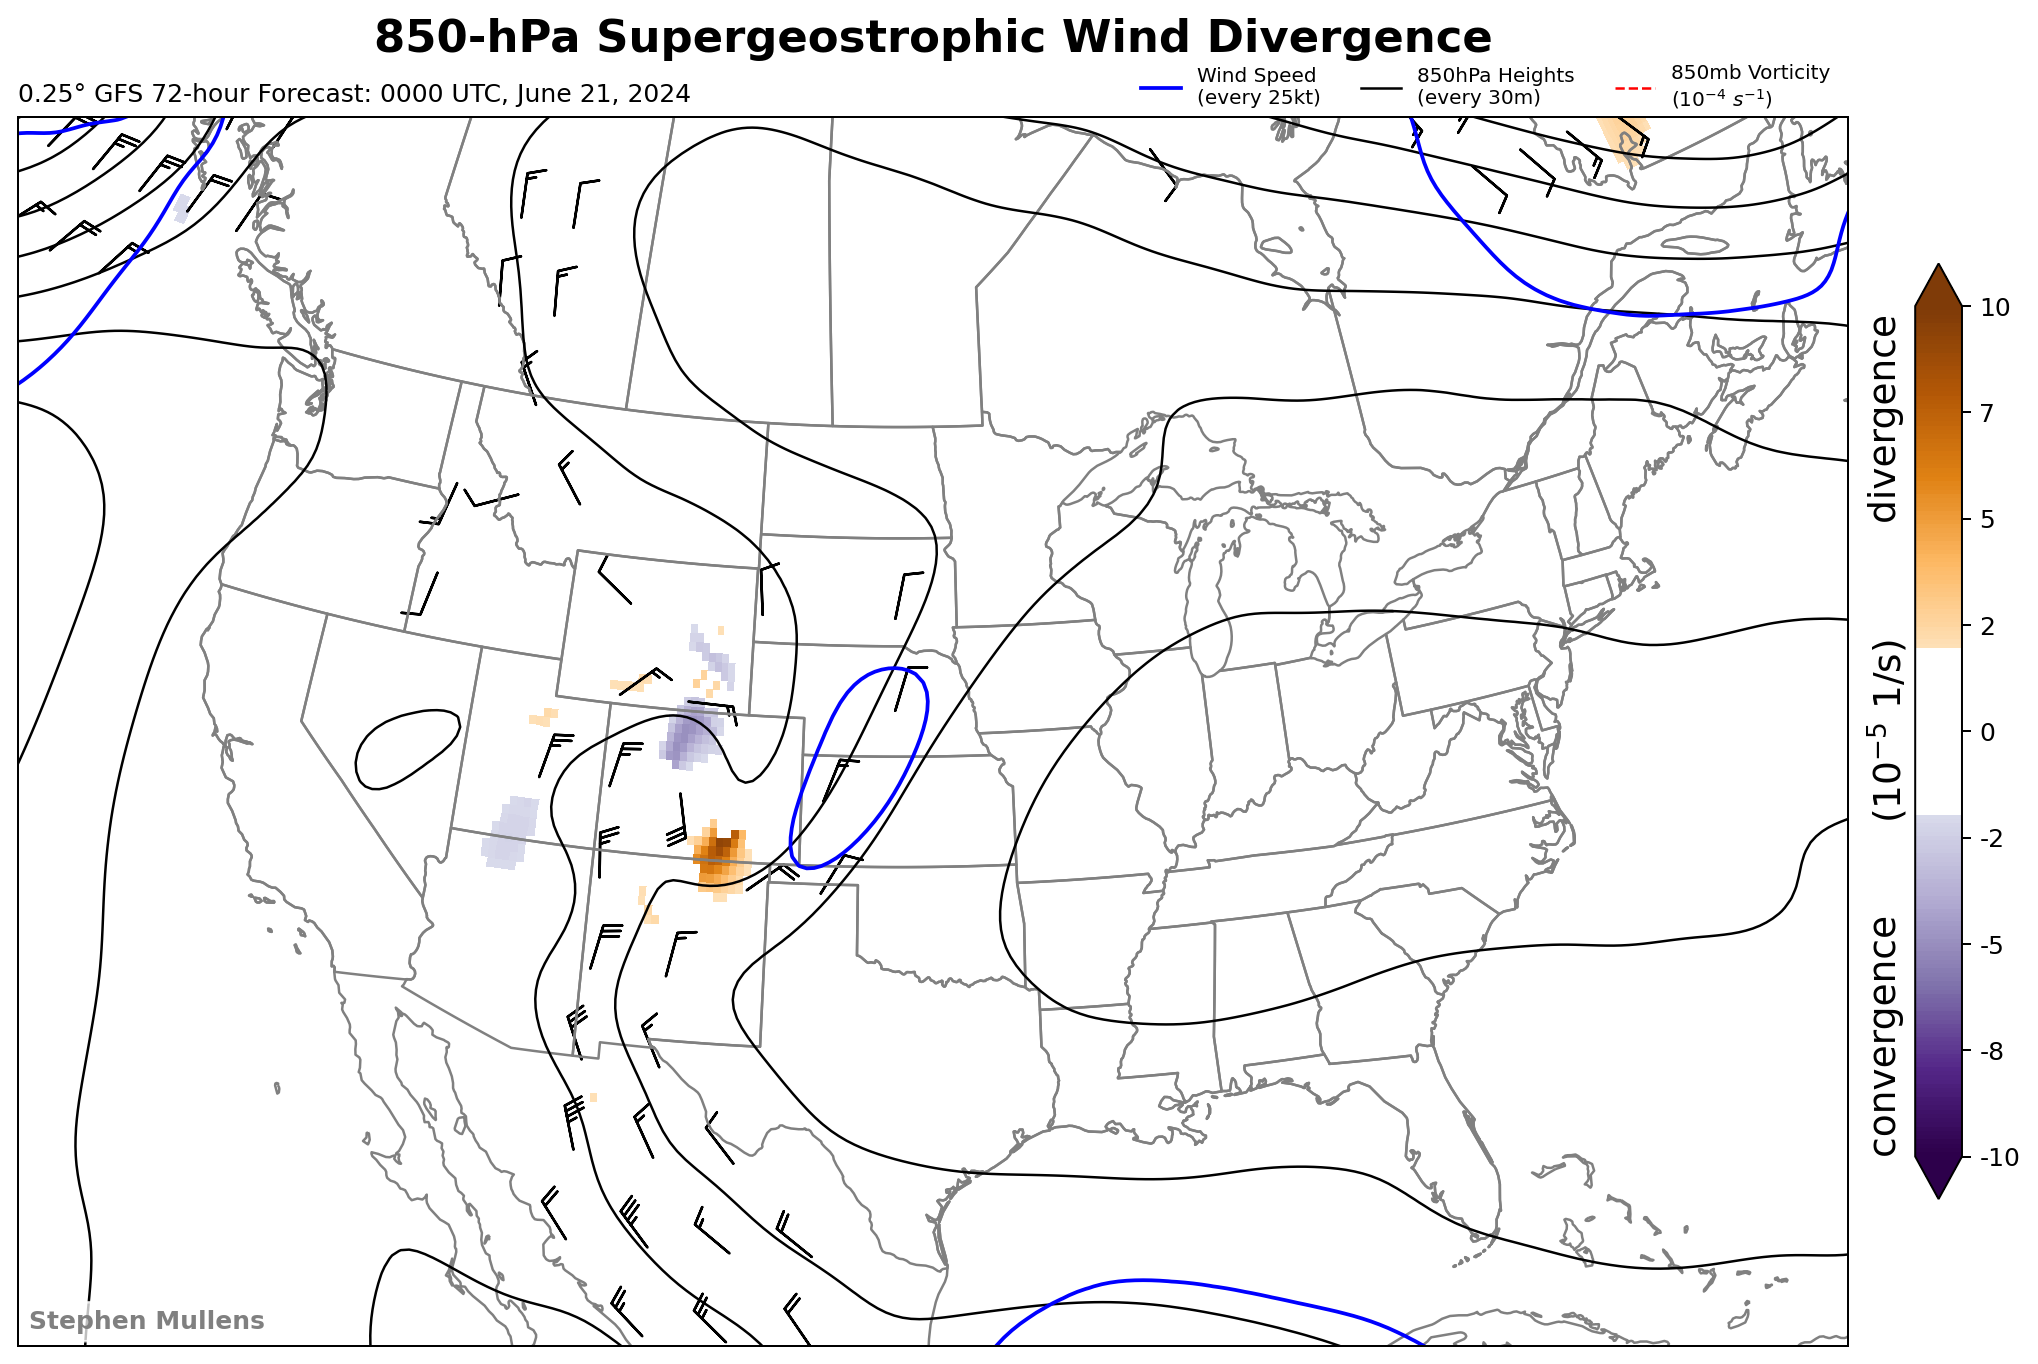 850-hPa Supergeostrophic Wind Divergence
0.25° GFS 72-hour Forecast: 0000 UTC, June 21, 2024
Wind Speed
(every 25kt)
850hPa Heights
(every 30m)
850mb Vorticity
(10⁻⁴ s⁻¹)
10
7
5
2
0
-2
-5
-8
-10
convergence (10⁻⁵ 1/s) divergence
Stephen Mullens